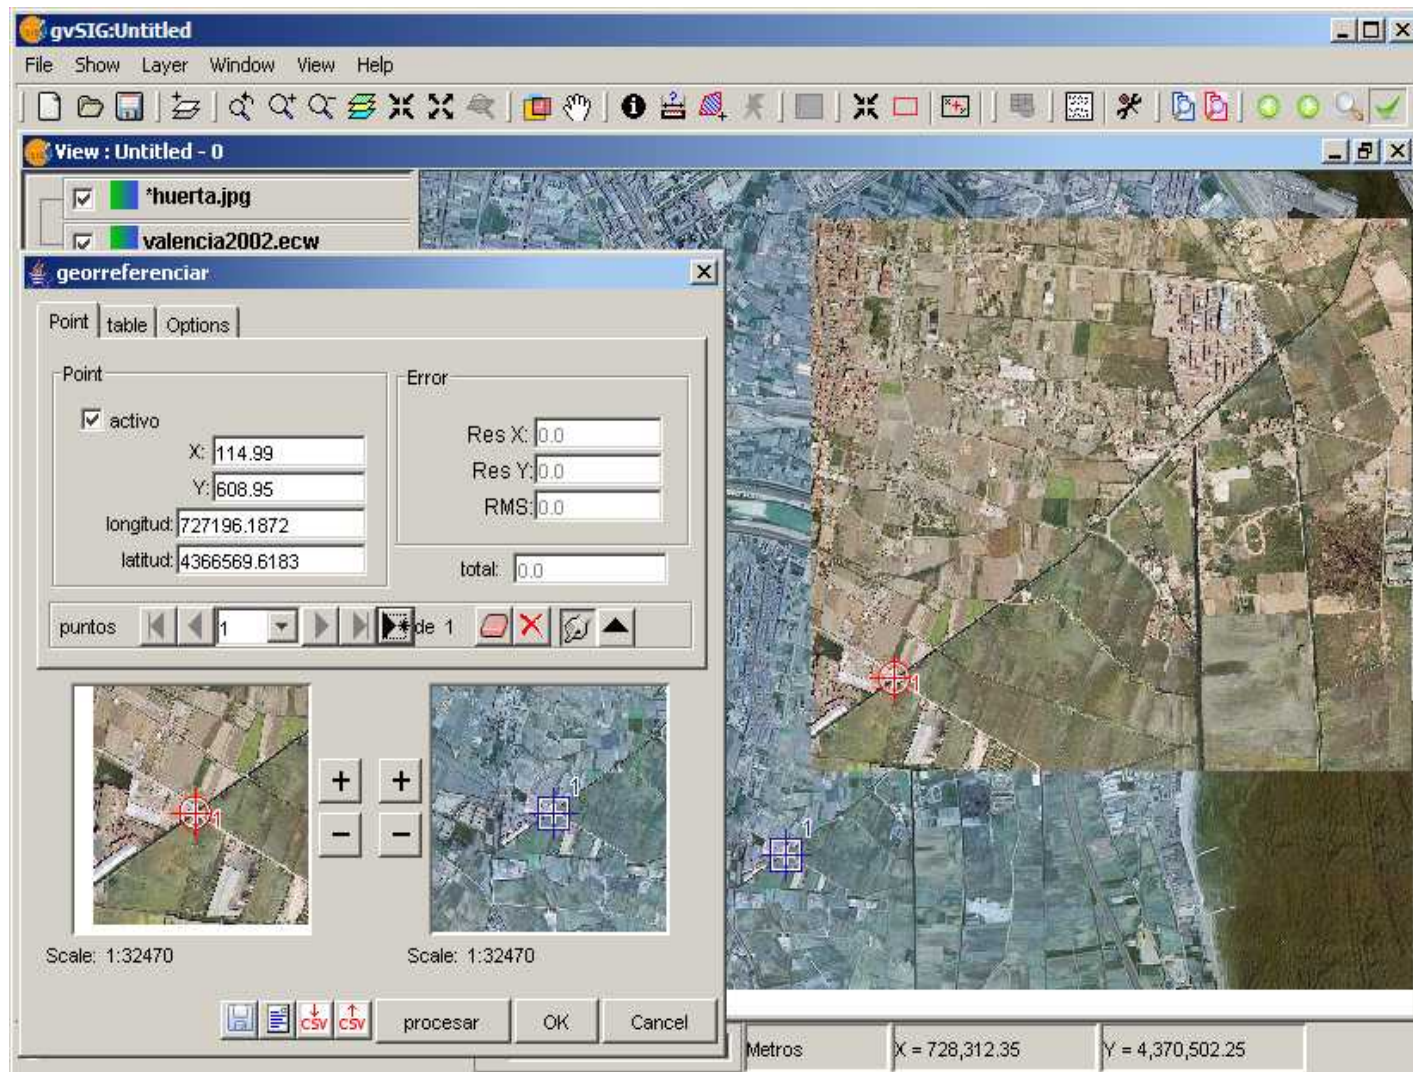 gvSIG:Untitled
File Show Layer Window View Help
View : Untitled - 0
*huerta.jpg
valencia2002.ecw
georreferenciar
Point table Options
Point
activo
X: 114.99
Y: 608.95
longitud: 727196.1872
latitud: 4366569.6183
Error
Res X: 0.0
Res Y: 0.0
RMS: 0.0
total: 0.0
puntos 1 de 1
1
1
1
1
Scale: 1:32470
Scale: 1:32470
CSV CSV procesar OK Cancel
Metros X = 728,312.35 Y = 4,370,502.25